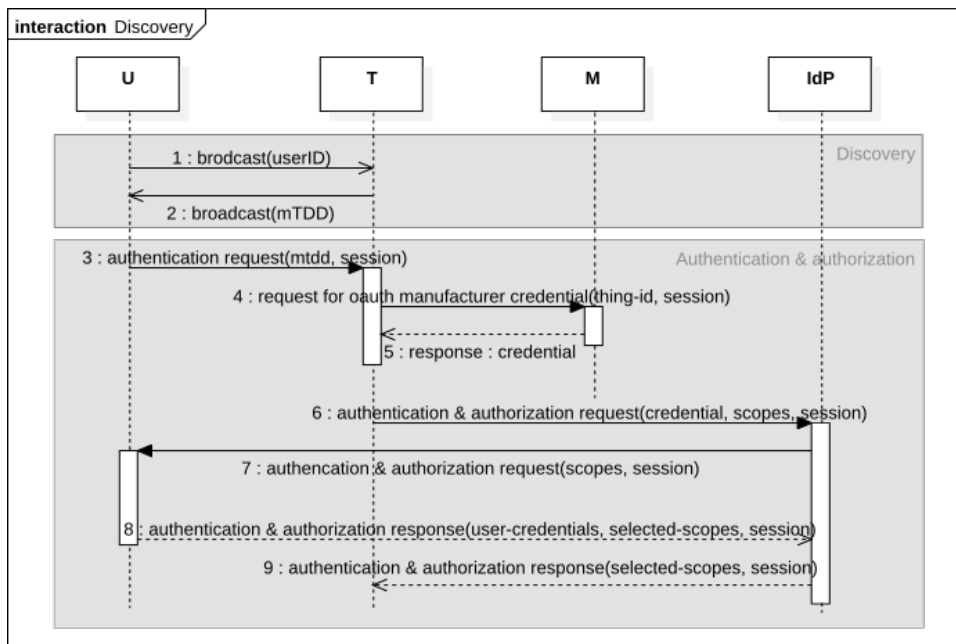 interaction Discovery
U
T
M
IdP
Discovery
1 : brodcast(userID)
2 : broadcast(mTDD)
3 : authentication request(mtdd, session)
Authentication & authorization
4 : request for oauth manufacturer credential(thing-id, session)
5 : response : credential
6 : authentication & authorization request(credential, scopes, session)
7 : authencation & authorization request(scopes, session)
8 : authentication & authorization response(user-credentials, selected-scopes, session)
9 : authentication & authorization response(selected-scopes, session)